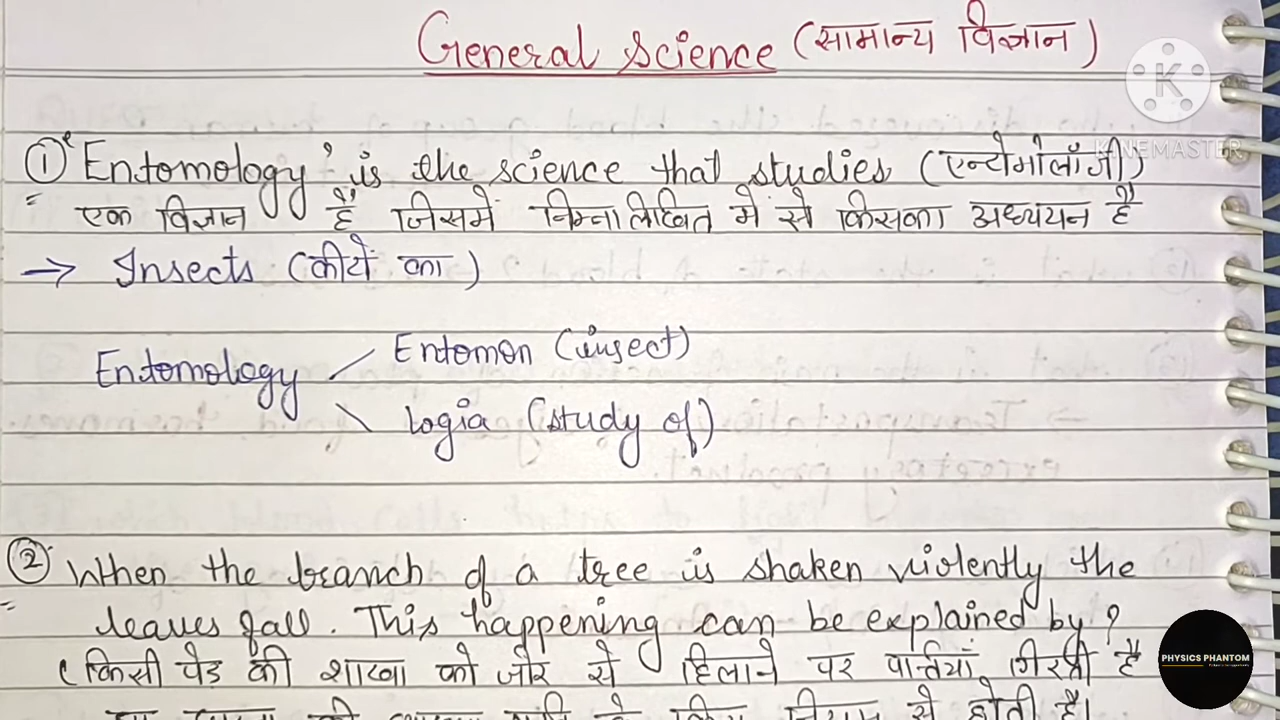 General Science (सामान्य विज्ञान)
K
KINEMASTER
① 'Entomology' is the science that studies (एन्टोमोलॉजी)
एक विज्ञान है जिसमें निम्नलिखित में से किसका अध्ययन है
→ Insects (कीटों का)
Entomology
Entomon (insect)
logia (study of)
② When the branch of a tree is shaken violently the
leaves fall. This happening can be explained by?
(किसी पेड़ की शाखा को जोर से हिलाने पर पत्तियां गिरती है
नियम से होती है।
PHYSICS PHANTOM